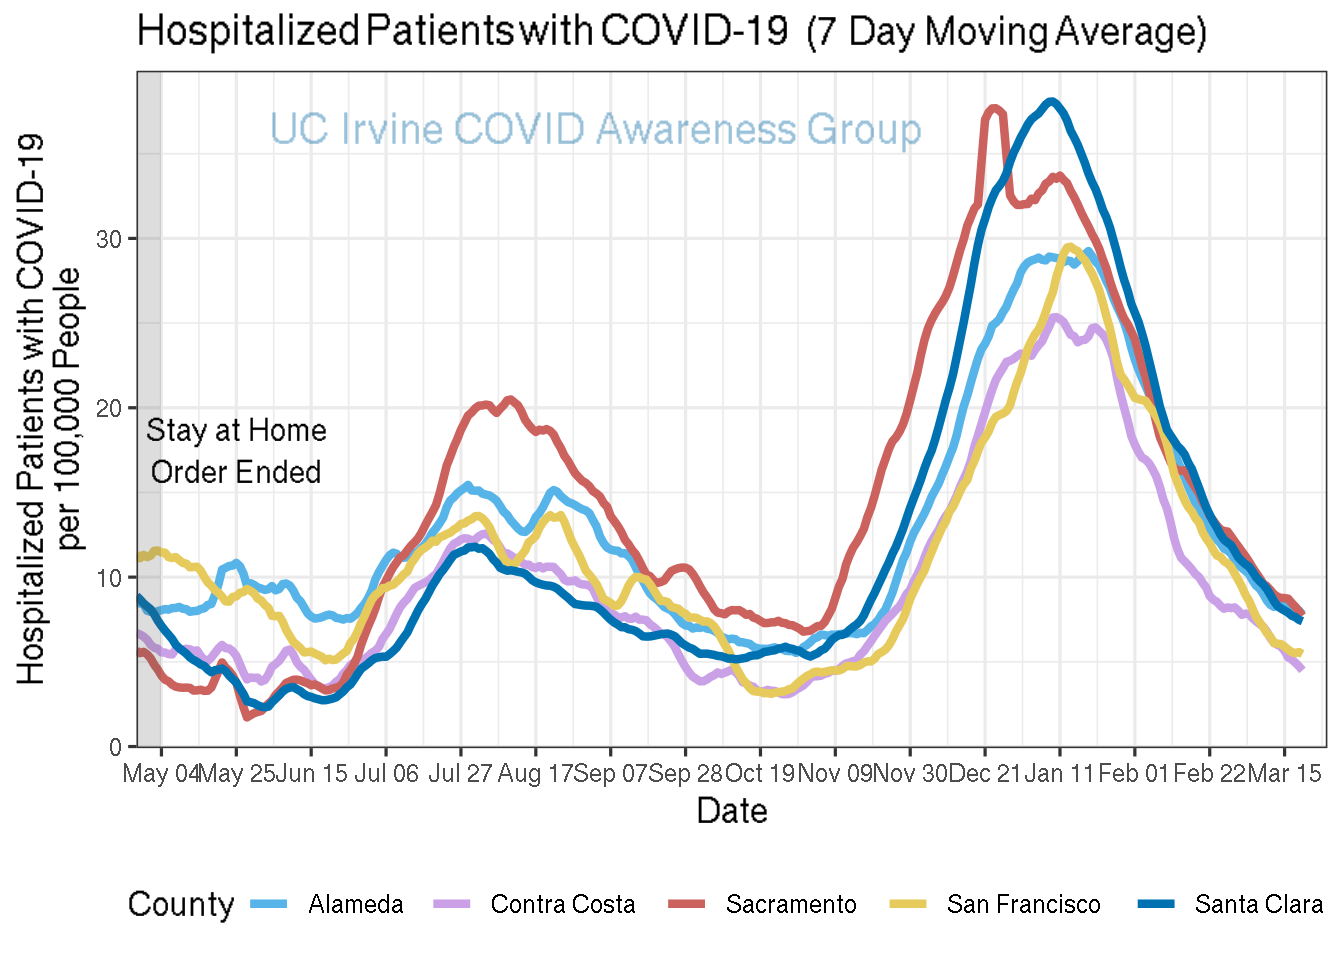 Hospitalized Patients with COVID-19 (7 Day Moving Average)
UC Irvine COVID Awareness Group
Hospitalized Patients with COVID-19
per 100,000 People
30
20
10
0
Stay at Home
Order Ended
May 04 May 25 Jun 15 Jul 06 Jul 27 Aug 17 Sep 07 Sep 28 Oct 19 Nov 09 Nov 30 Dec 21 Jan 11 Feb 01 Feb 22 Mar 15
Date
County Alameda Contra Costa Sacramento San Francisco Santa Clara